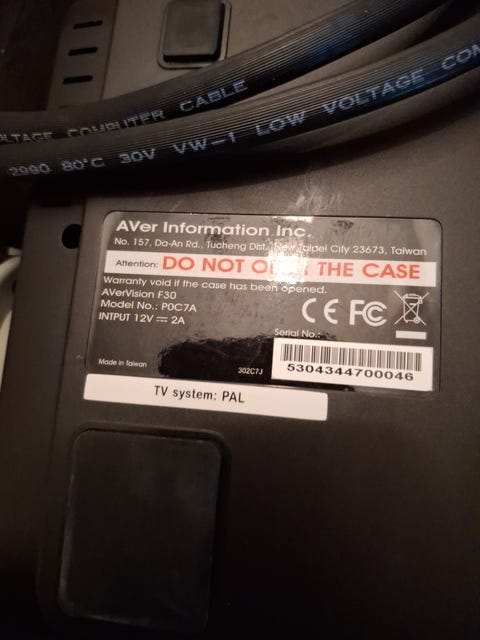 LTAGE COMPUTER CABLE
2990 80°C 30V VW-1 LOW VOLTAGE COM
AVer Information Inc.
No. 157, Da-An Rd., Tucheng Dist., New Taipei City 23673, Taiwan
Attention: DO NOT OPEN THE CASE
Warranty void if the case has been opened.
AVerVision F30
Model No.: P0C7A
INTPUT 12V ⎓ 2A
CE FC
Serial No.:
5304344700046
Made in Taiwan
302C7J
TV system: PAL